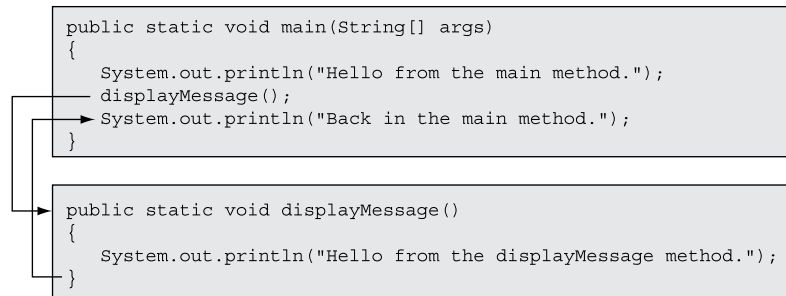 public static void main(String[] args)
{
System.out.println("Hello from the main method.");
displayMessage();
System.out.println("Back in the main method.");
}
public static void displayMessage()
{
System.out.println("Hello from the displayMessage method.");
}